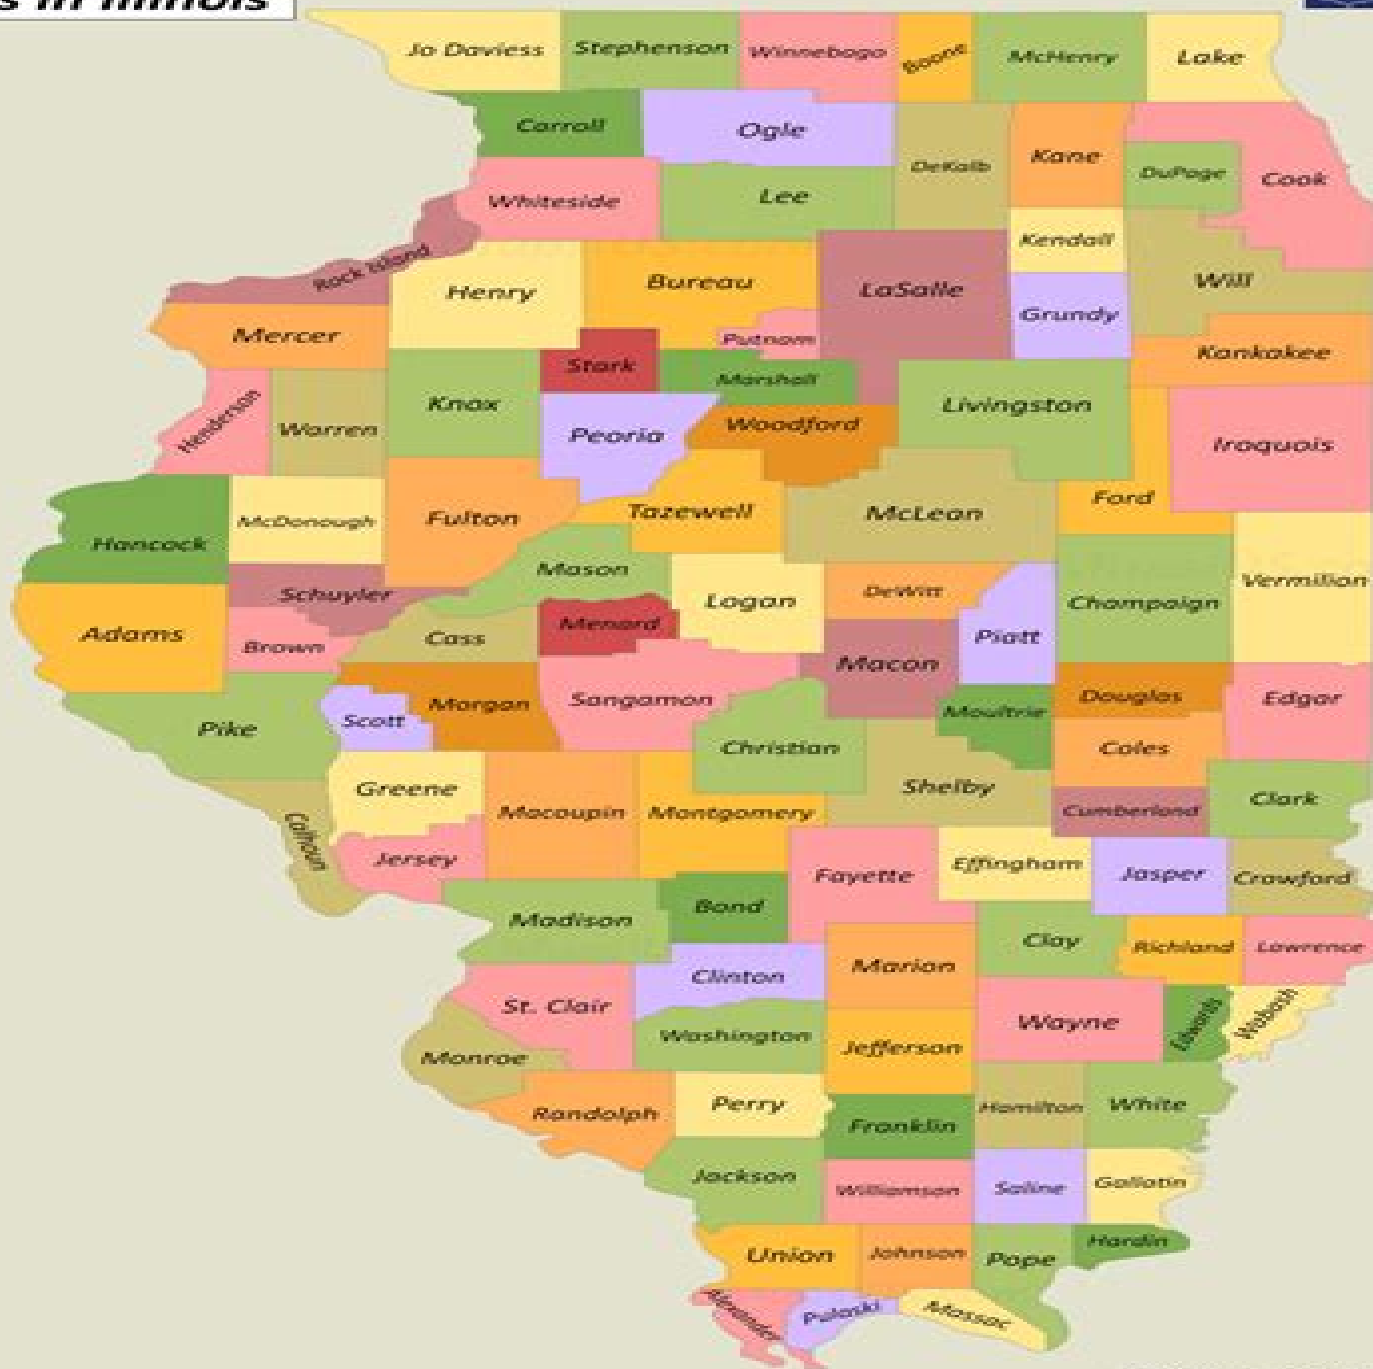 s in Illinois
Jo Daviess
Stephenson
Winnebago
Boone
McHenry
Lake
Carroll
Ogle
DeKalb
Kane
DuPage
Cook
Whiteside
Lee
Kendall
Rock Island
Henry
Bureau
LaSalle
Will
Grundy
Mercer
Putnam
Kankakee
Stark
Marshall
Henderson
Warren
Knox
Peoria
Woodford
Livingston
Iroquois
Hancock
McDonough
Fulton
Tazewell
McLean
Ford
Mason
Logan
DeWitt
Champaign
Vermilion
Schuyler
Adams
Brown
Cass
Menard
Piatt
Macon
Pike
Scott
Morgan
Sangamon
Moultrie
Douglas
Edgar
Christian
Coles
Greene
Macoupin
Montgomery
Shelby
Cumberland
Clark
Calhoun
Jersey
Fayette
Effingham
Jasper
Crawford
Madison
Bond
Clay
Richland
Lawrence
Clinton
Marion
St. Clair
Wayne
Edwards
Wabash
Washington
Jefferson
Monroe
Randolph
Perry
Franklin
Hamilton
White
Jackson
Williamson
Saline
Gallatin
Union
Johnson
Pope
Hardin
Alexander
Pulaski
Massac